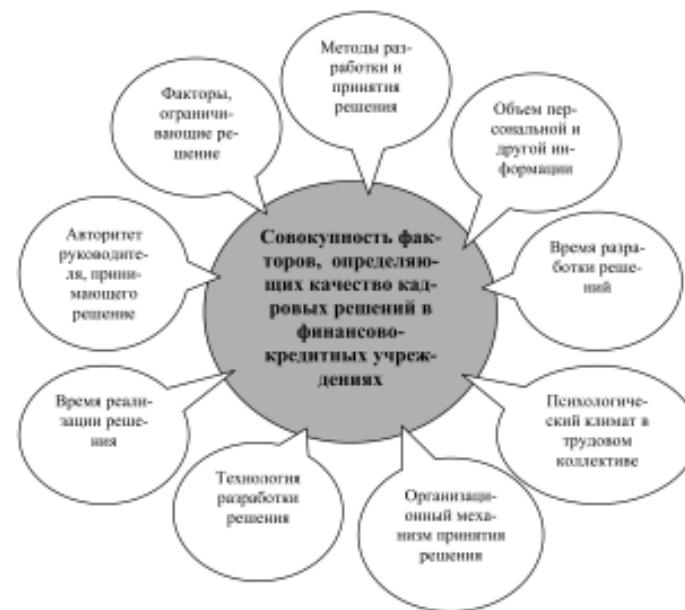 Методы раз-
работки и
принятия
решения
Факторы,
ограничи-
вающие ре-
шение
Объем пер-
сональной и
другой ин-
формации
Авторитет
руководите-
ля, прини-
мающего
решение
Совокупность фак-
торов,  определяю-
щих качество кад-
ровых решений в
финансово-
кредитных учреж-
дениях
Время разра-
ботки реше-
ний
Время реали-
зации реше-
ния
Психологиче-
ский климат в
трудовом
коллективе
Технология
разработки
решения
Организаци-
онный меха-
низм принятия
решения